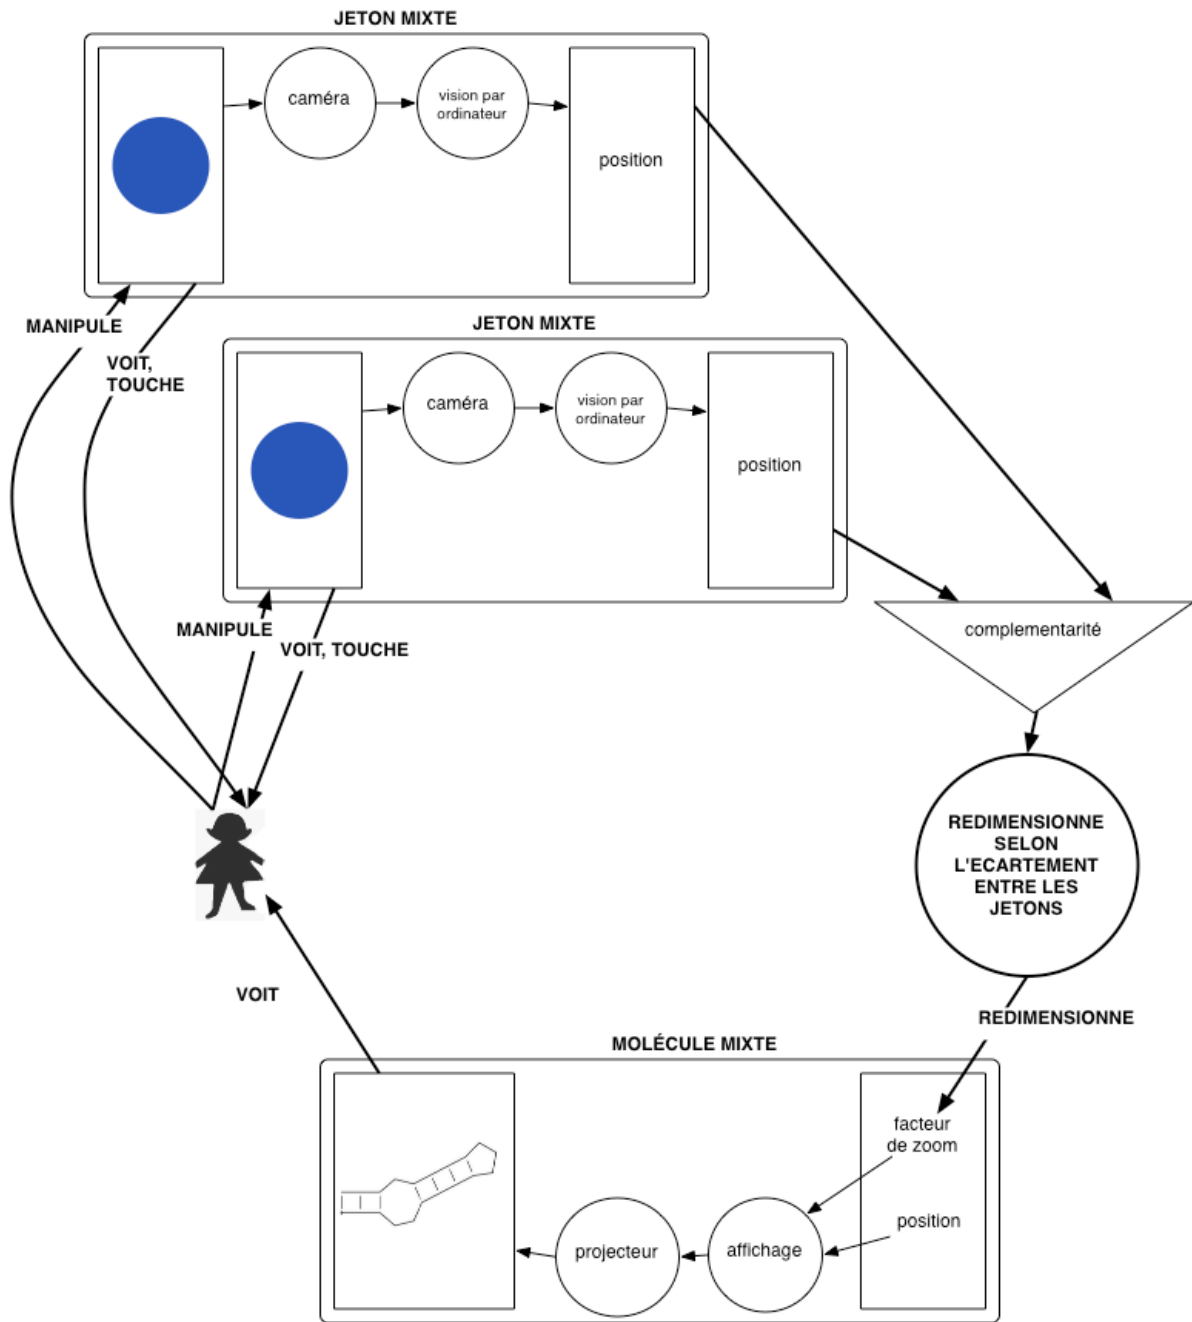 JETON MIXTE
caméra
vision par
ordinateur
position
MANIPULE
VOIT,
TOUCHE
JETON MIXTE
caméra
vision par
ordinateur
position
MANIPULE
VOIT, TOUCHE
complementarité
REDIMENSIONNE
SELON
L'ECARTEMENT
ENTRE LES
JETONS
VOIT
REDIMENSIONNE
MOLÉCULE MIXTE
facteur
de zoom
position
projecteur
affichage